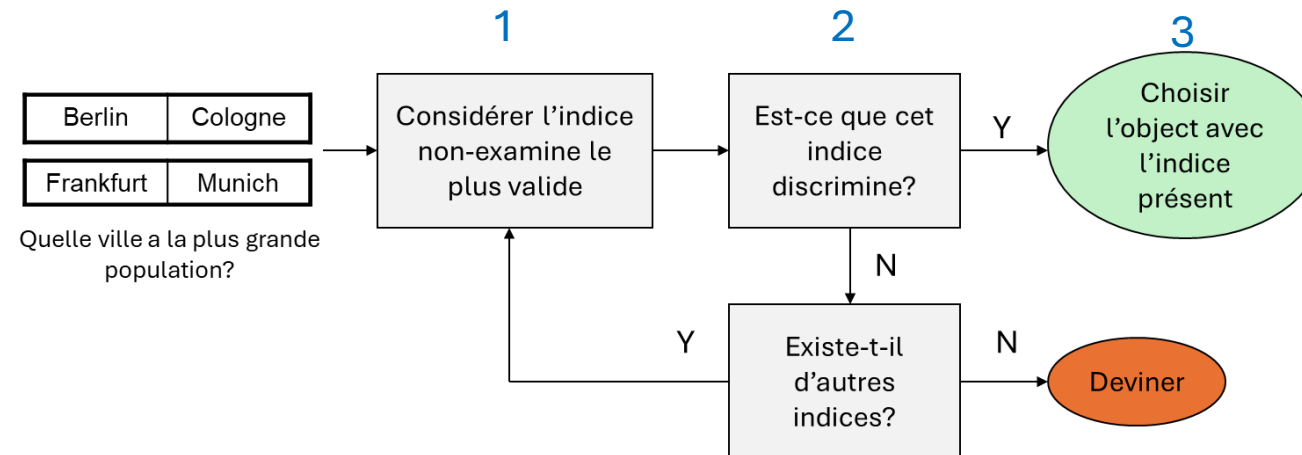 1
2
3
Berlin
Cologne
Frankfurt
Munich
Quelle ville a la plus grande
population?
Considérer l’indice
non-examine le
plus valide
Est-ce que cet
indice
discrimine?
Y
Choisir
l’object avec
l’indice
présent
N
Y
Existe-t-il
d’autres
indices?
N
Deviner